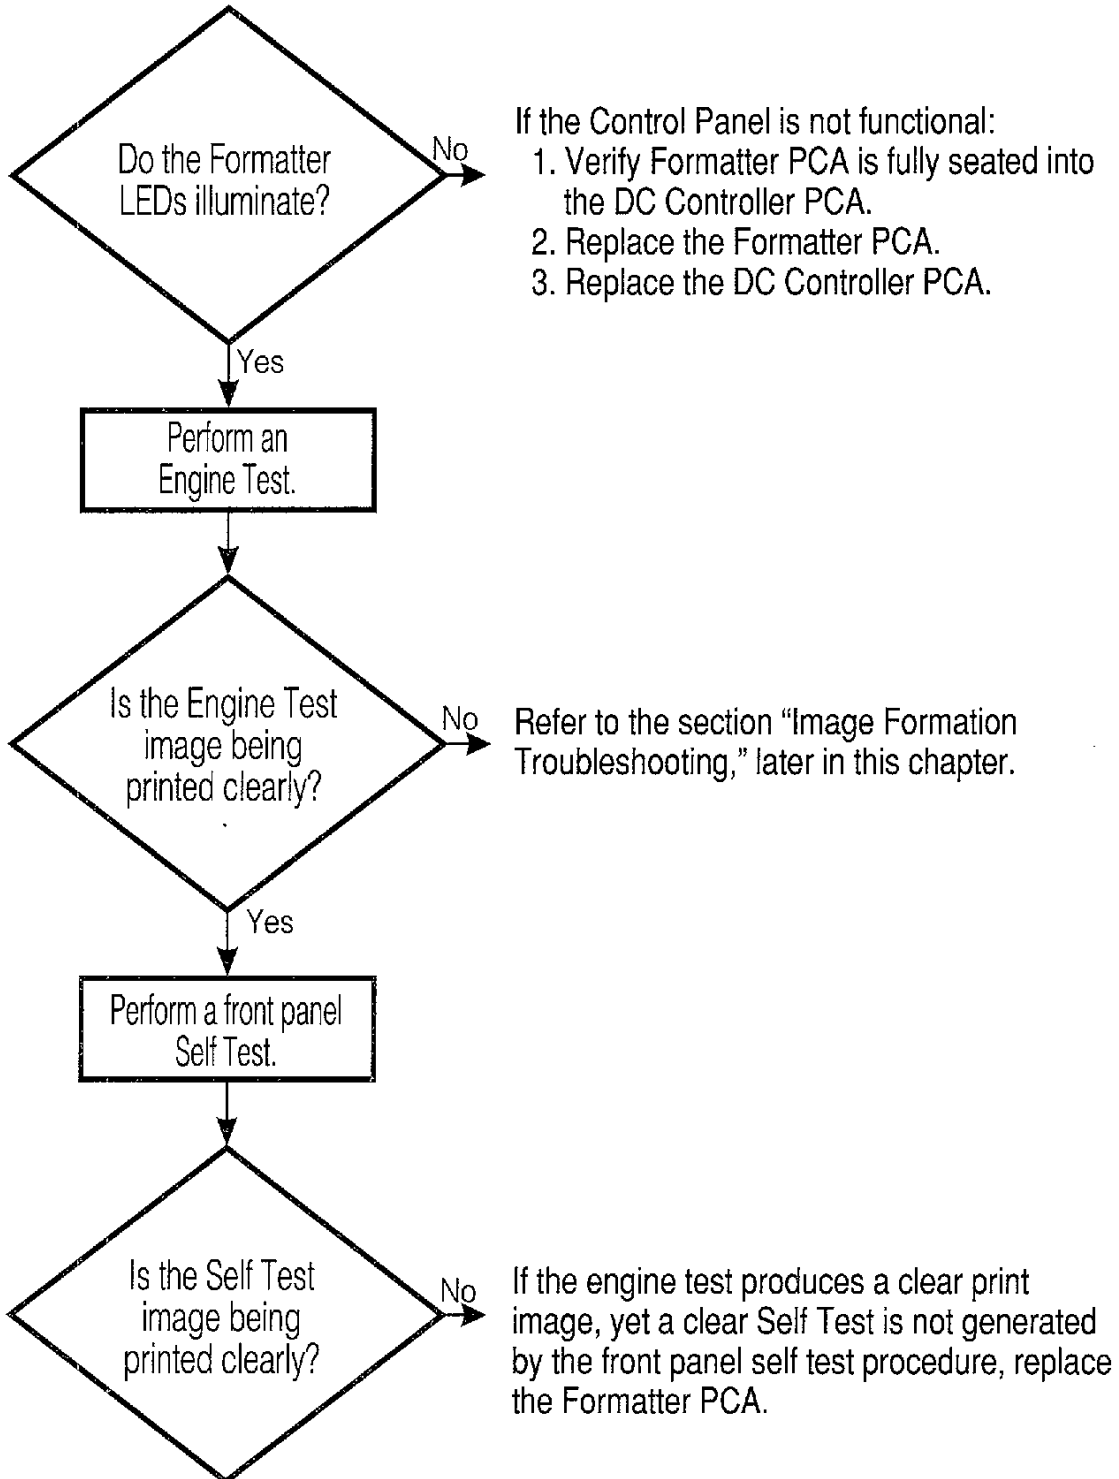 Do the Formatter
LEDs illuminate?
No
If the Control Panel is not functional:
1. Verify Formatter PCA is fully seated into
the DC Controller PCA.
2. Replace the Formatter PCA.
3. Replace the DC Controller PCA.
Yes
Perform an
Engine Test.
Is the Engine Test
image being
printed clearly?
No
Refer to the section “Image Formation
Troubleshooting,” later in this chapter.
Yes
Perform a front panel
Self Test.
Is the Self Test
image being
printed clearly?
No
If the engine test produces a clear print
image, yet a clear Self Test is not generated
by the front panel self test procedure, replace
the Formatter PCA.